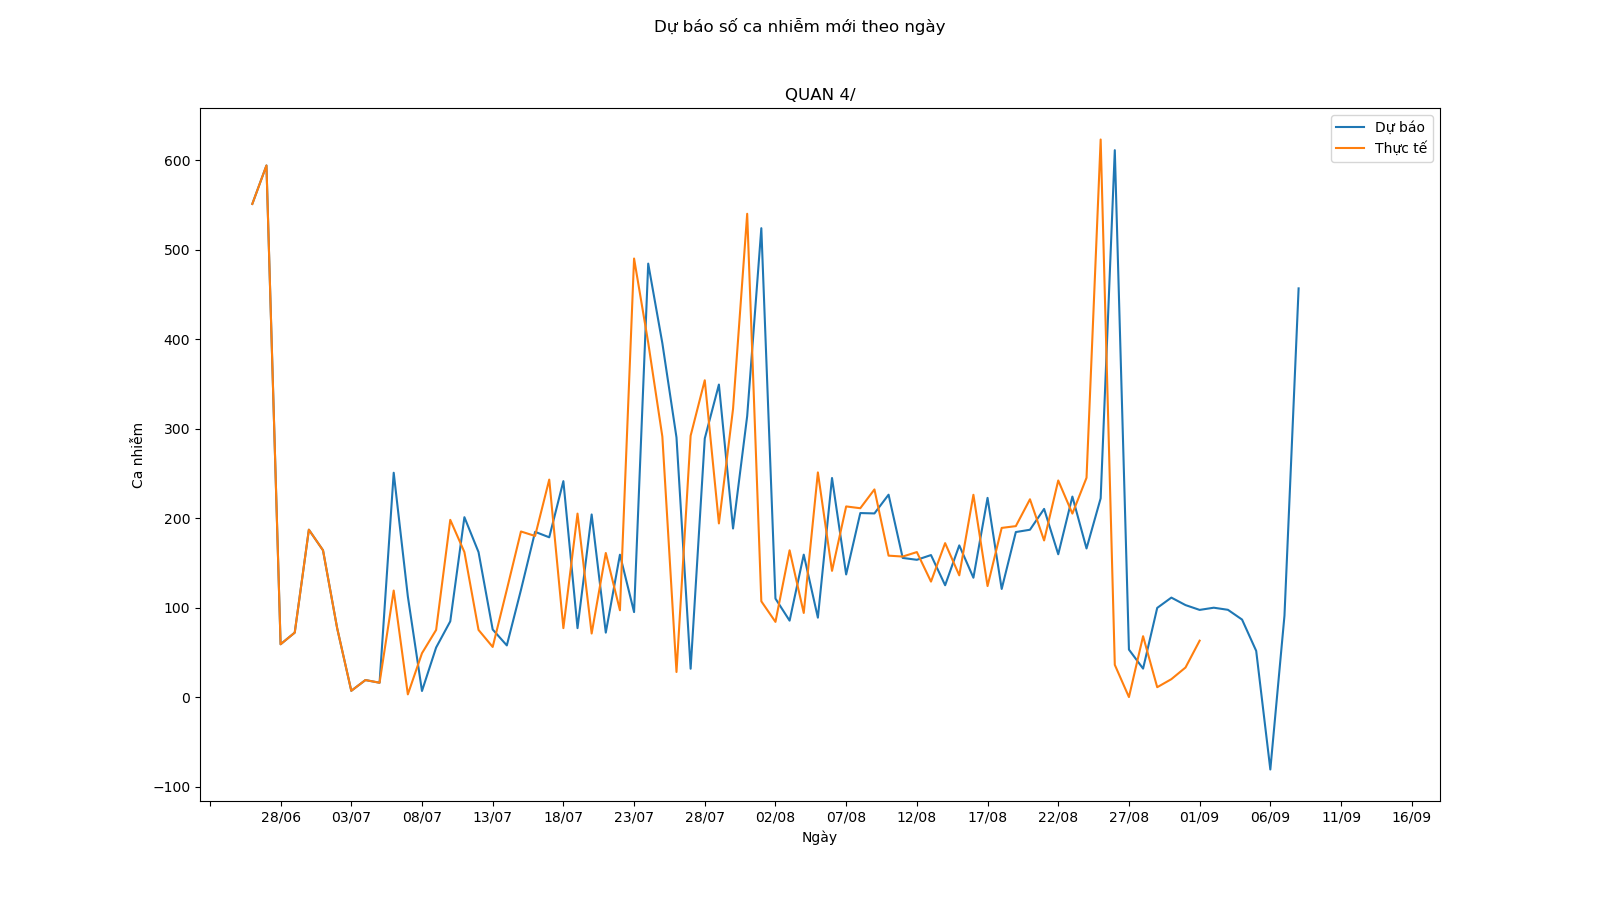 Dự báo số ca nhiễm mới theo ngày
QUAN 4/
Dự báo
Thực tế
600
500
400
300
200
100
0
−100
Ca nhiễm
28/06 03/07 08/07 13/07 18/07 23/07 28/07 02/08 07/08 12/08 17/08 22/08 27/08 01/09 06/09 11/09 16/09
Ngày